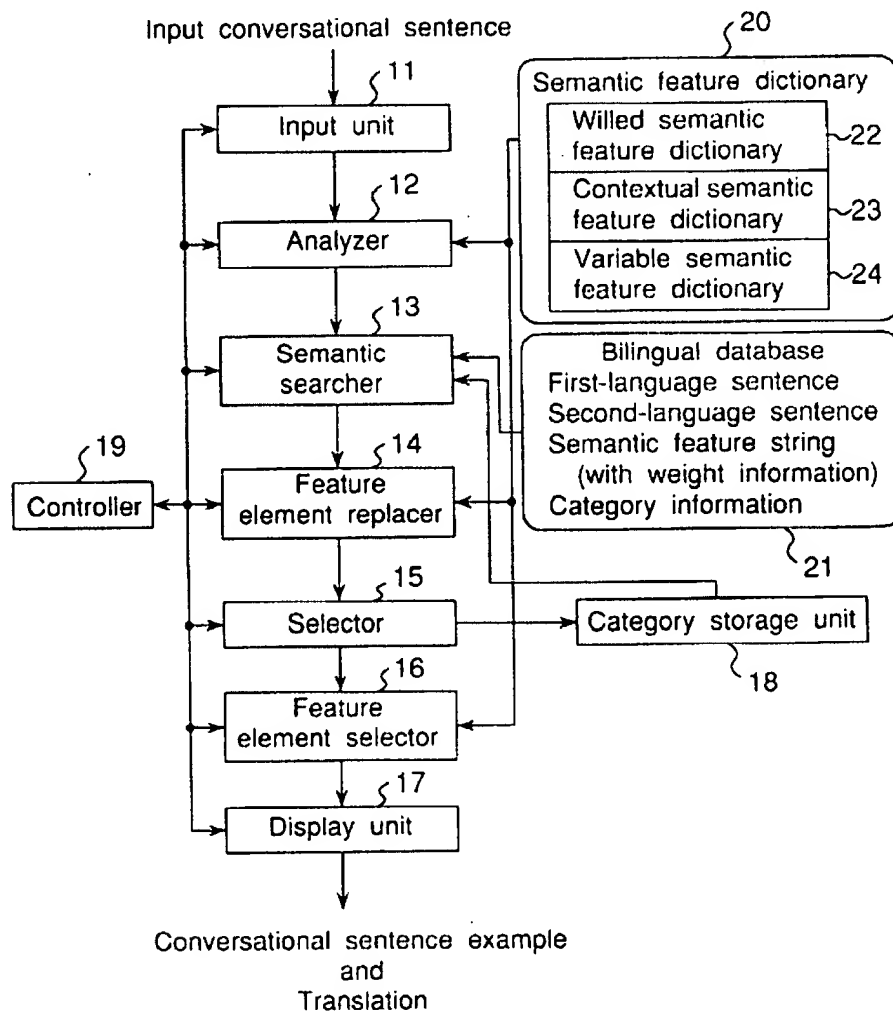 Input conversational sentence
11
Input unit
12
Analyzer
13
Semantic
searcher
14
Feature
element replacer
15
Selector
16
Feature
element selector
17
Display unit
Conversational sentence example
and
Translation
19
Controller
20
Semantic feature dictionary
Willed semantic
feature dictionary
22
Contextual semantic
feature dictionary
23
Variable semantic
feature dictionary
24
Bilingual database
First-language sentence
Second-language sentence
Semantic feature string
(with weight information)
Category information
21
Category storage unit
18